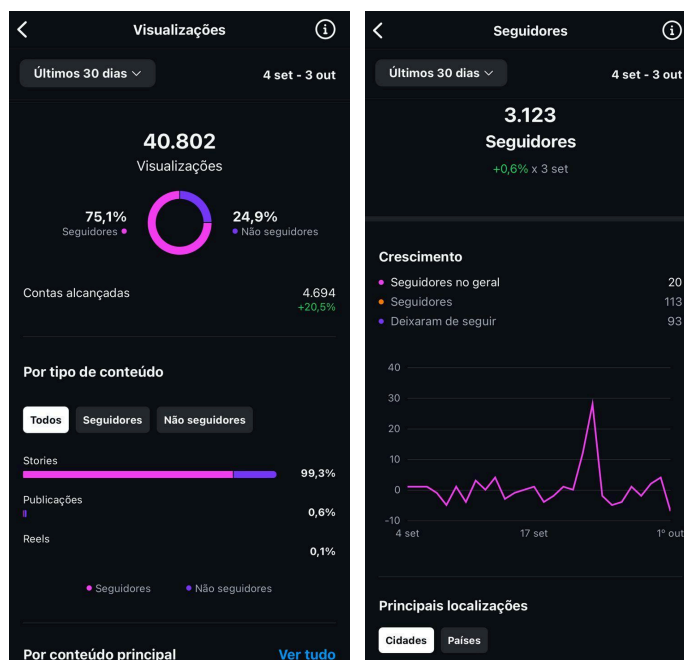 Visualizações
Últimos 30 dias
4 set - 3 out
40.802
Visualizações
75,1%
Seguidores
24,9%
Não seguidores
Contas alcançadas
4.694
+20,5%
Por tipo de conteúdo
Todos
Seguidores
Não seguidores
Stories
99,3%
Publicações
0,6%
Reels
0,1%
Seguidores
Não seguidores
Por conteúdo principal
Ver tudo
Seguidores
Últimos 30 dias
4 set - 3 out
3.123
Seguidores
+0,6% x 3 set
Crescimento
Seguidores no geral
20
Seguidores
113
Deixaram de seguir
93
40
30
20
10
0
-10
4 set
17 set
1º out
Principais localizações
Cidades
Países